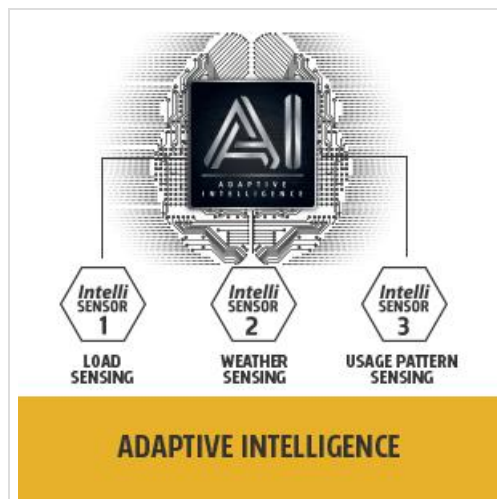 AI
ADAPTIVE
INTELLIGENCE
Intelli
SENSOR
1
LOAD
SENSING
Intelli
SENSOR
2
WEATHER
SENSING
Intelli
SENSOR
3
USAGE PATTERN
SENSING
ADAPTIVE INTELLIGENCE